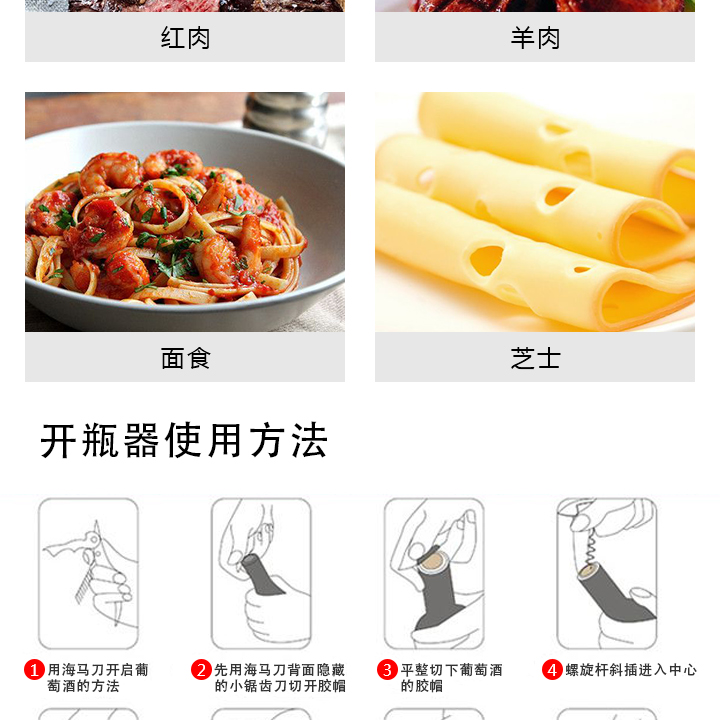 红肉
羊肉
面食
芝士
开瓶器使用方法
1 用海马刀开启葡
萄酒的方法
2 先用海马刀背面隐藏
的小锯齿刀切开胶帽
3 平整切下葡萄酒
的胶帽
4 螺旋杆斜插进入中心